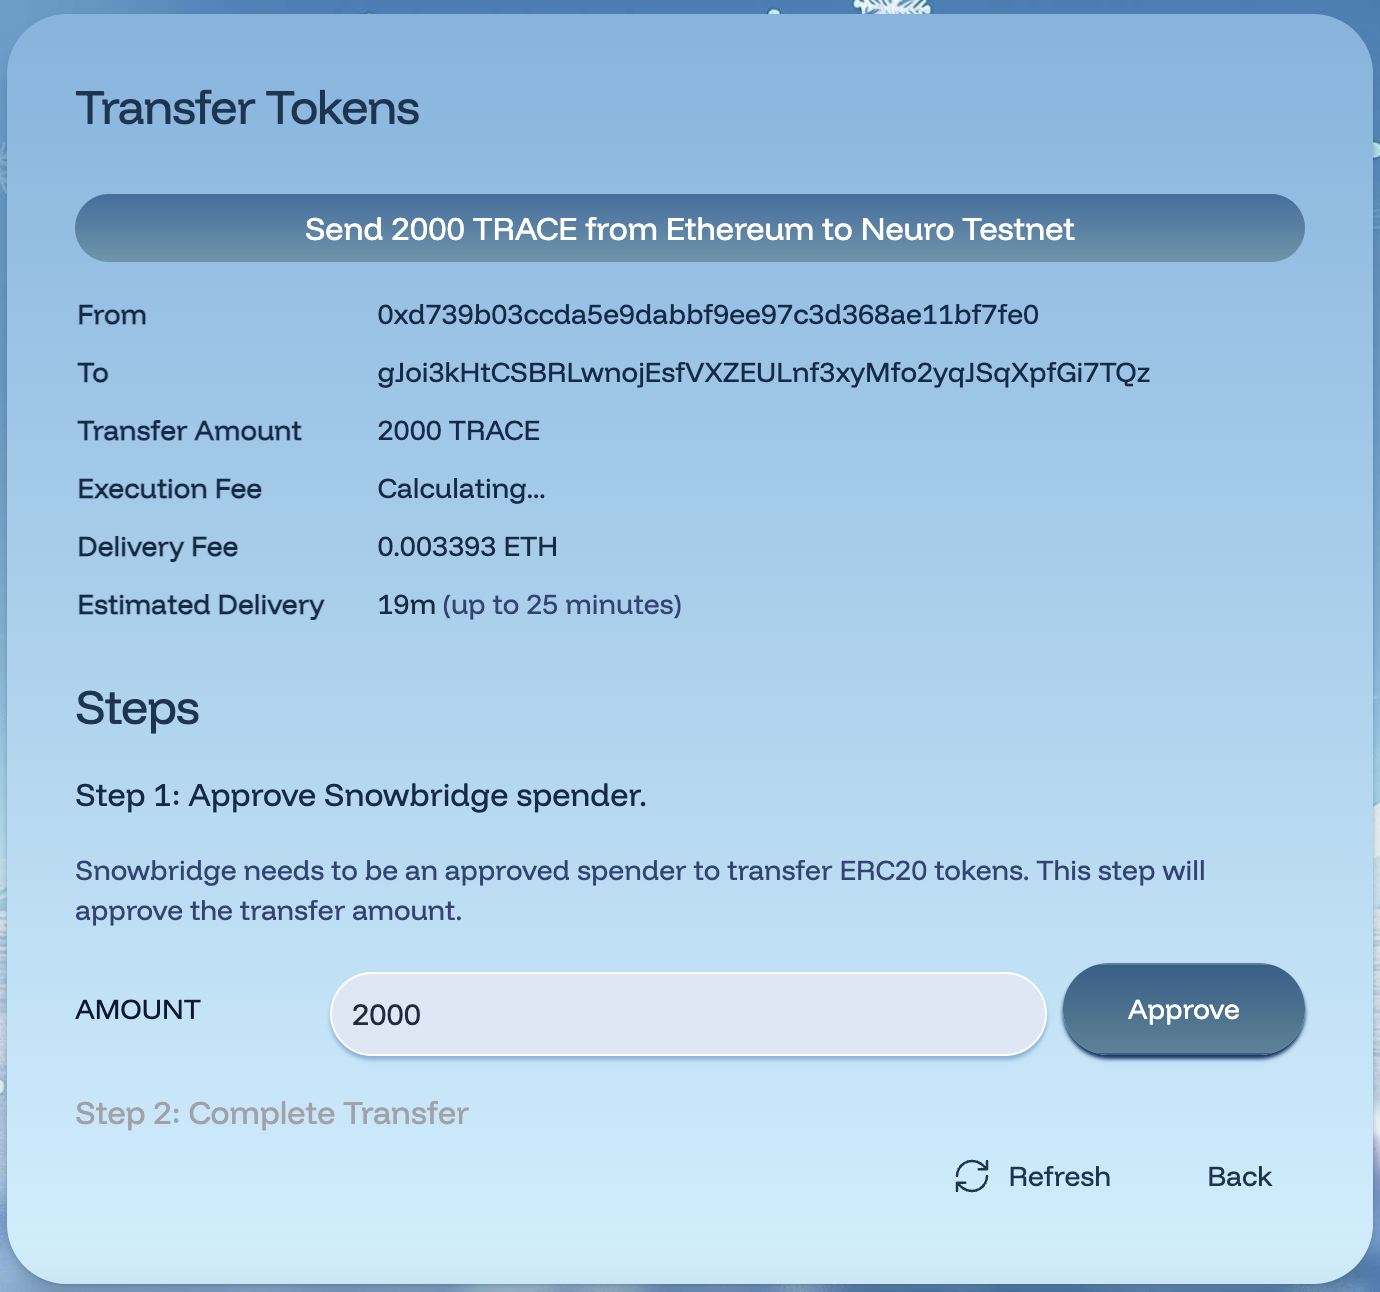 Transfer Tokens
Send 2000 TRACE from Ethereum to Neuro Testnet
From 0xd739b03ccda5e9dabbf9ee97c3d368ae11bf7fe0
To gJoi3kHtCSBRLwnojEsfVXZEULnf3xyMfo2yqJSqXpfGi7TQz
Transfer Amount 2000 TRACE
Execution Fee Calculating...
Delivery Fee 0.003393 ETH
Estimated Delivery 19m (up to 25 minutes)
Steps
Step 1: Approve Snowbridge spender.
Snowbridge needs to be an approved spender to transfer ERC20 tokens. This step will
approve the transfer amount.
AMOUNT 2000 Approve
Step 2: Complete Transfer
Refresh Back